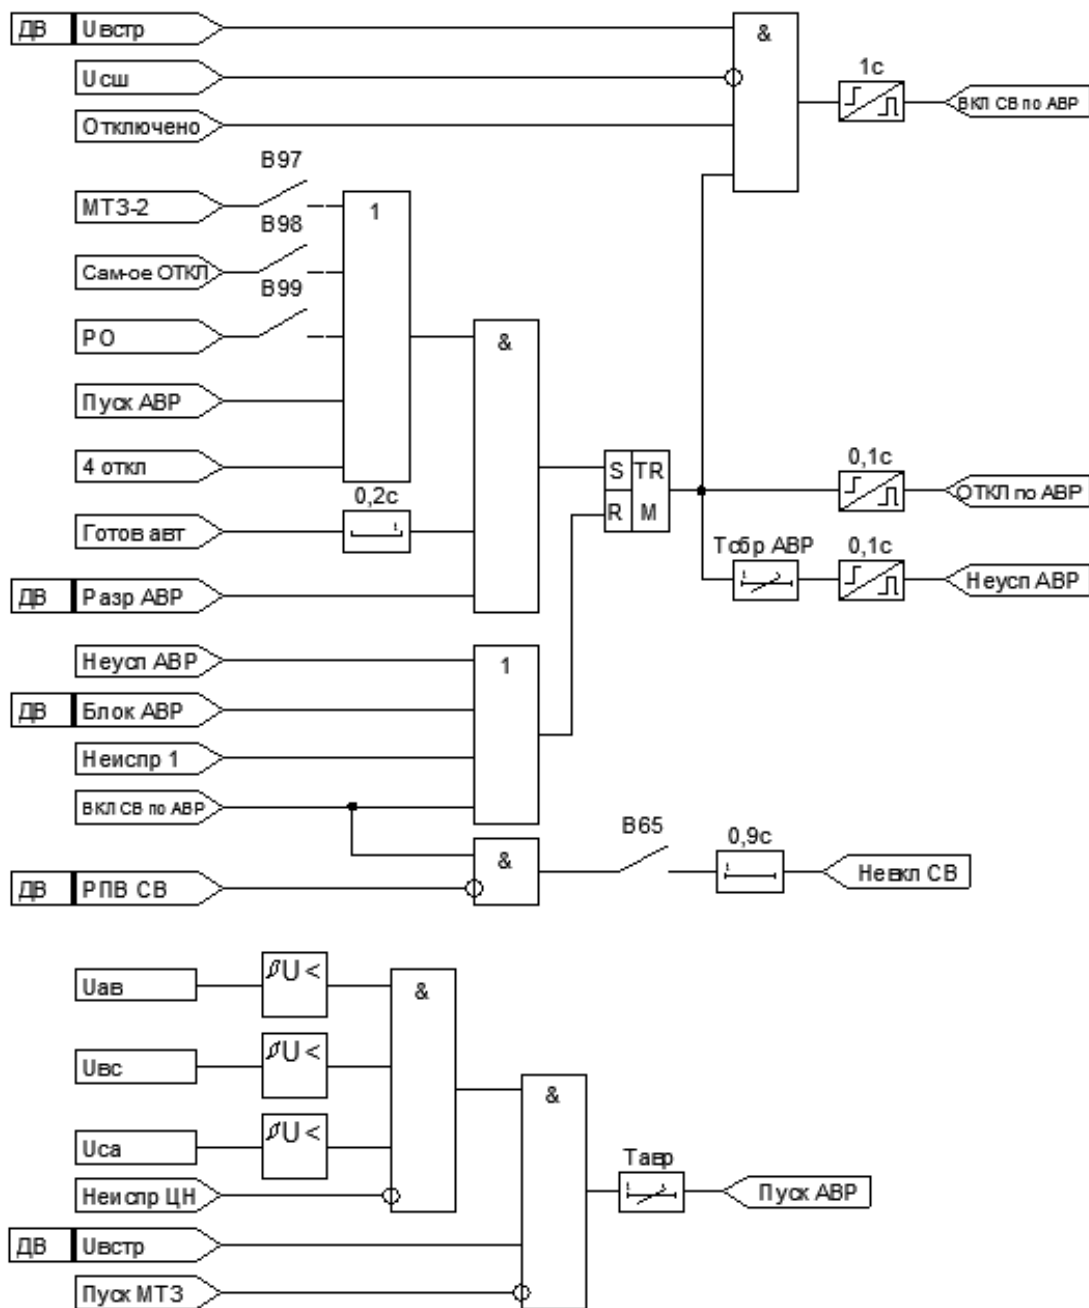 ДВ Uвстр
&
Uсш
1с
ВКЛ СВ по АВР
Отключено
В97
МТЗ-2
1
В98
Сам-ое ОТКЛ
В99
РО
&
Пуск АВР
4 откл
S TR
0,1с
0,2с
ОТКЛ по АВР
R М
Готов авт
Тсбр АВР
0,1с
Неусп АВР
ДВ Разр АВР
Неусп АВР
1
ДВ Блок АВР
Неиспр 1
ВКЛ СВ по АВР
В65
0,9с
&
Невкл СВ
ДВ РПВ СВ
Uав
U <
&
Uвс
U <
&
Uса
U <
Тавр
Неиспр ЦН
Пуск АВР
ДВ Uвстр
Пуск МТЗ